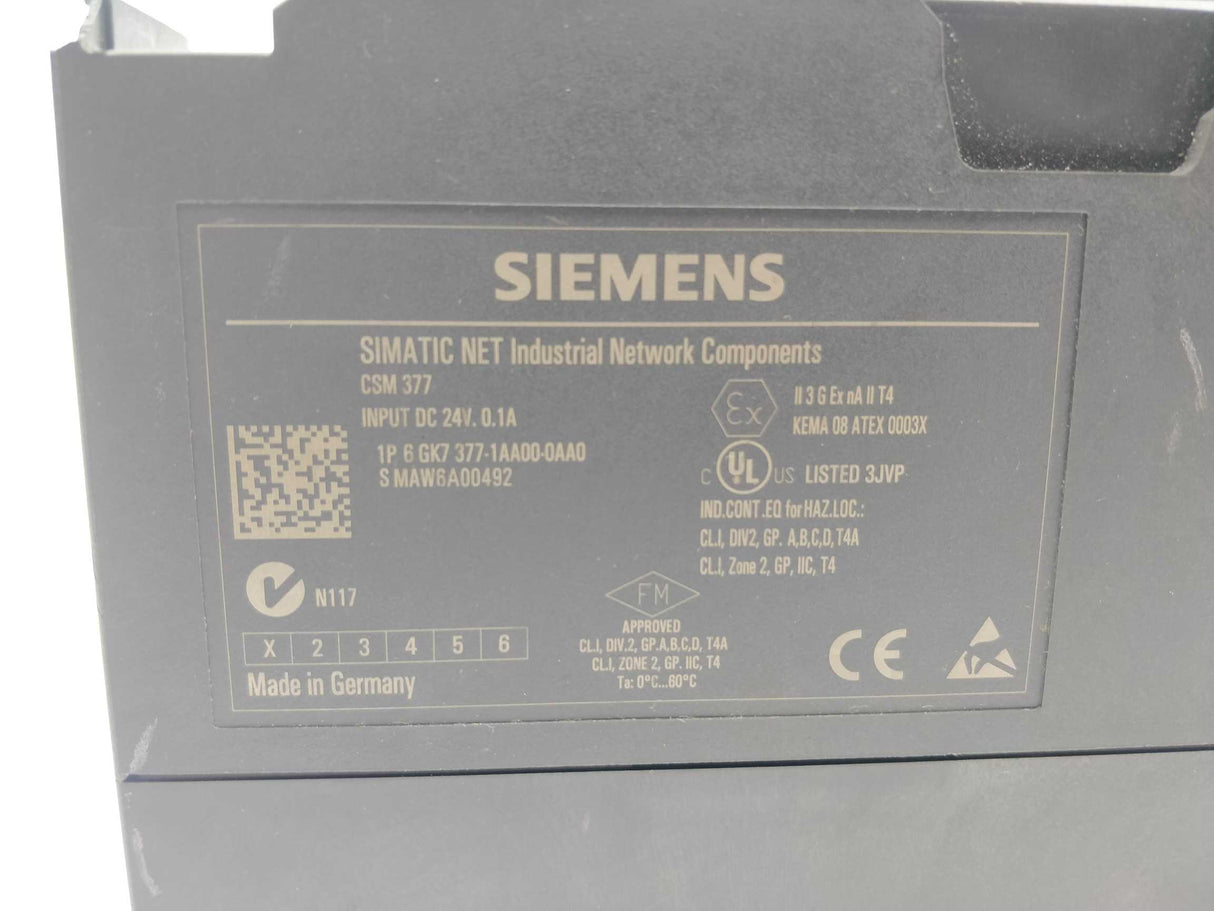 SIEMENS
SIMATIC NET Industrial Network Components
CSM 377
INPUT DC 24V. 0.1A
1P 6 GK7 377-1AA00-0AA0
S MAW6A00492
Ex
II 3 G Ex nA II T4
KEMA 08 ATEX 0003X
C UL US LISTED 3JVP
IND.CONT.EQ for HAZ.LOC.:
CL.I, DIV2, GP. A,B,C,D, T4A
CL.I, Zone 2, GP, IIC, T4
N117
X 2 3 4 5 6
Made in Germany
FM
APPROVED
CL.I, DIV.2, GP.A,B,C,D, T4A
CL.I, ZONE 2, GP. IIC, T4
Ta: 0°C...60°C
CE